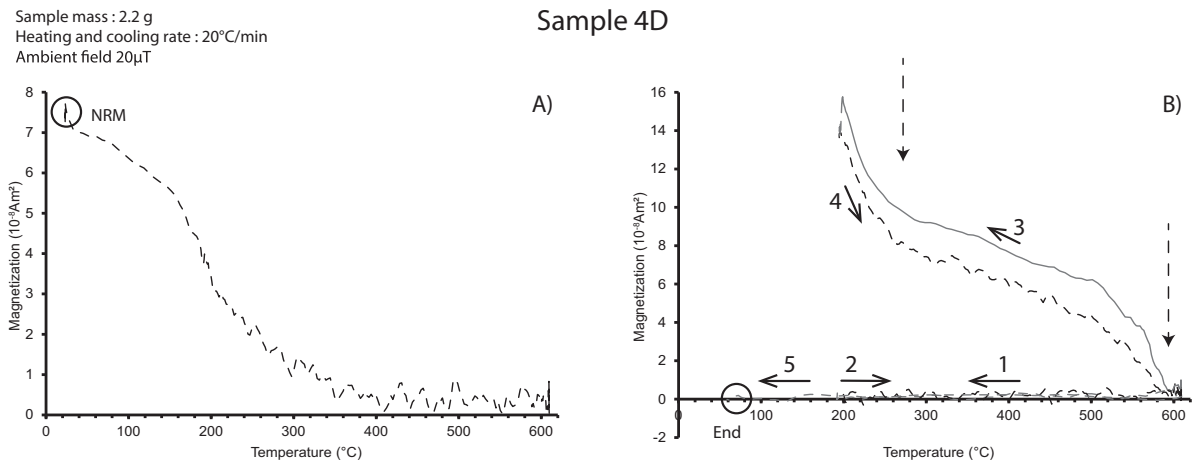 Sample mass : 2.2 g
Heating and cooling rate : 20°C/min
Ambient field 20µT
Sample 4D
A)
NRM
Magnetization (10⁻⁸Am²)
8
7
6
5
4
3
2
1
0
0 100 200 300 400 500 600
Temperature (°C)
B)
Magnetization (10⁻⁸Am²)
16
14
12
10
8
6
4
2
0
-2
4
3
5 2 1
0 100 200 300 400 500 600
End
Temperature (°C)